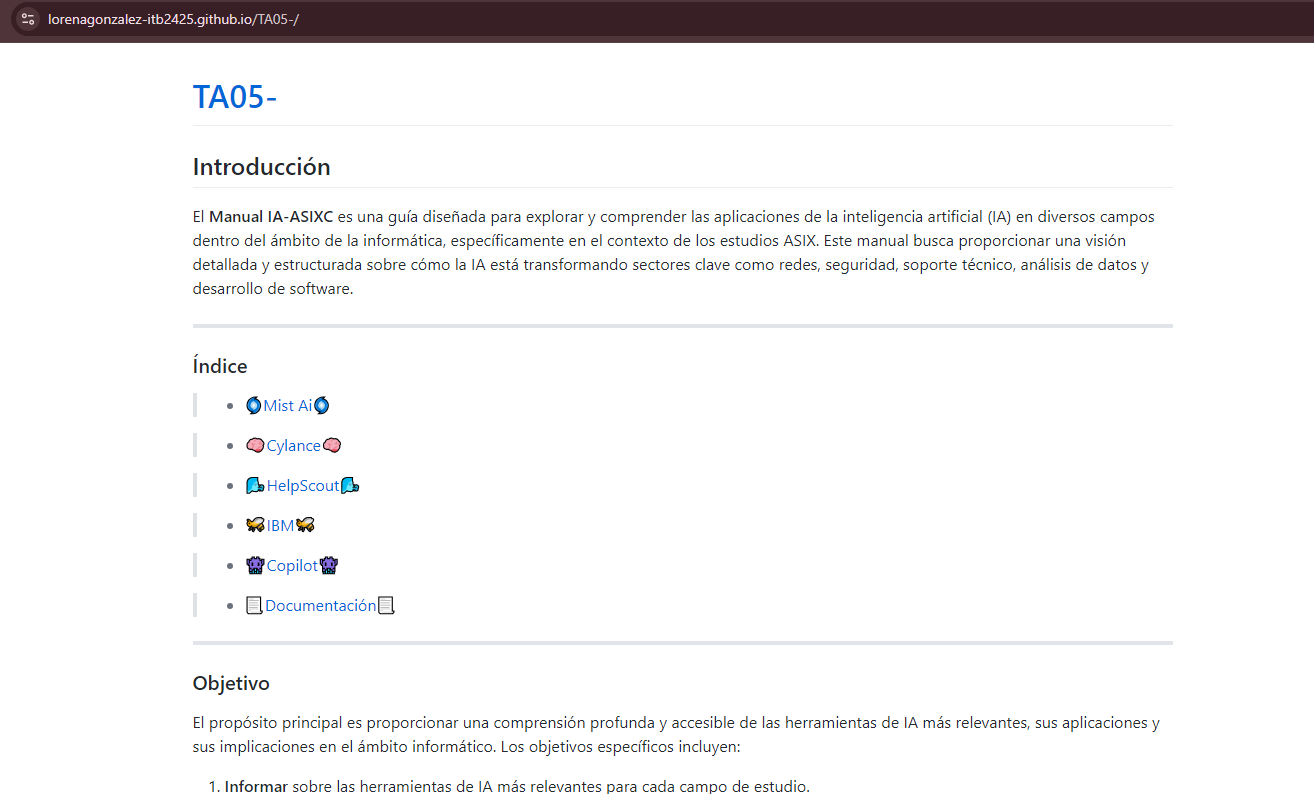 lorenagonzalez-itb2425.github.io/TA05-/
TA05-
Introducción
El Manual IA-ASIXC es una guía diseñada para explorar y comprender las aplicaciones de la inteligencia artificial (IA) en diversos campos
dentro del ámbito de la informática, específicamente en el contexto de los estudios ASIX. Este manual busca proporcionar una visión
detallada y estructurada sobre cómo la IA está transformando sectores clave como redes, seguridad, soporte técnico, análisis de datos y
desarrollo de software.
Índice
Mist Ai
Cylance
HelpScout
IBM
Copilot
Documentación
Objetivo
El propósito principal es proporcionar una comprensión profunda y accesible de las herramientas de IA más relevantes, sus aplicaciones y
sus implicaciones en el ámbito informático. Los objetivos específicos incluyen:
1. Informar sobre las herramientas de IA más relevantes para cada campo de estudio.